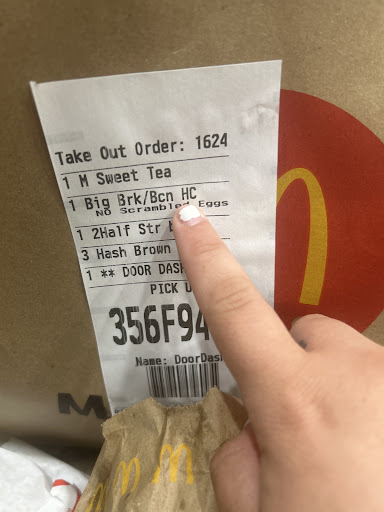 Take Out Order: 1624
1 M Sweet Tea
1 Big Brk/Bcn HC
NO Scrambled Eggs
1 2Half Str
3 Hash Brown
1 ** DOOR DASH
PICK
356F94
Name: DoorDash
M